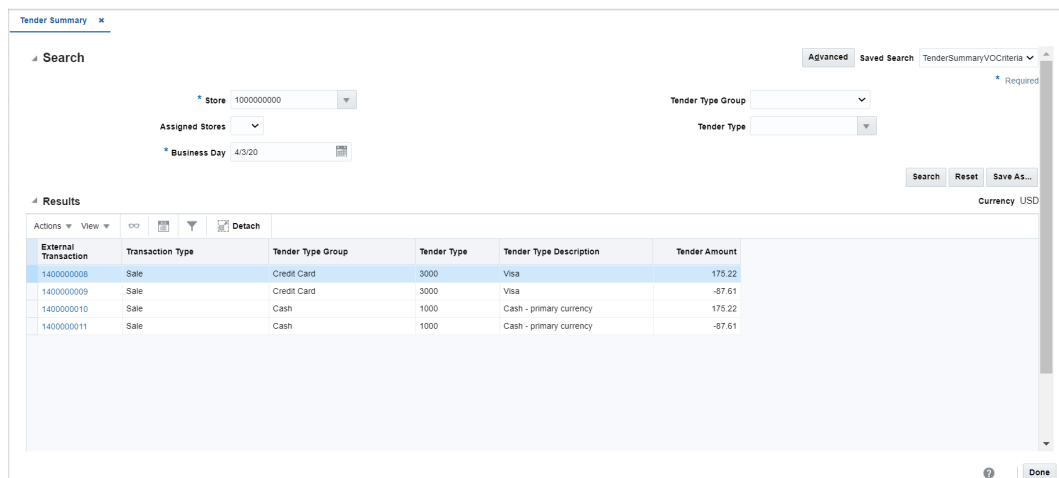 Tender Summary ×
Search
Advanced Saved Search TenderSummaryVOCriteria
* Required
* Store 1000000000
Tender Type Group
Assigned Stores
Tender Type
* Business Day 4/3/20
Search Reset Save As...
Results
Currency USD
Actions View Detach
External Transaction Transaction Type Tender Type Group Tender Type Tender Type Description Tender Amount
1400000008 Sale Credit Card 3000 Visa 175.22
1400000009 Sale Credit Card 3000 Visa -87.61
1400000010 Sale Cash 1000 Cash - primary currency 175.22
1400000011 Sale Cash 1000 Cash - primary currency -87.61
? Done